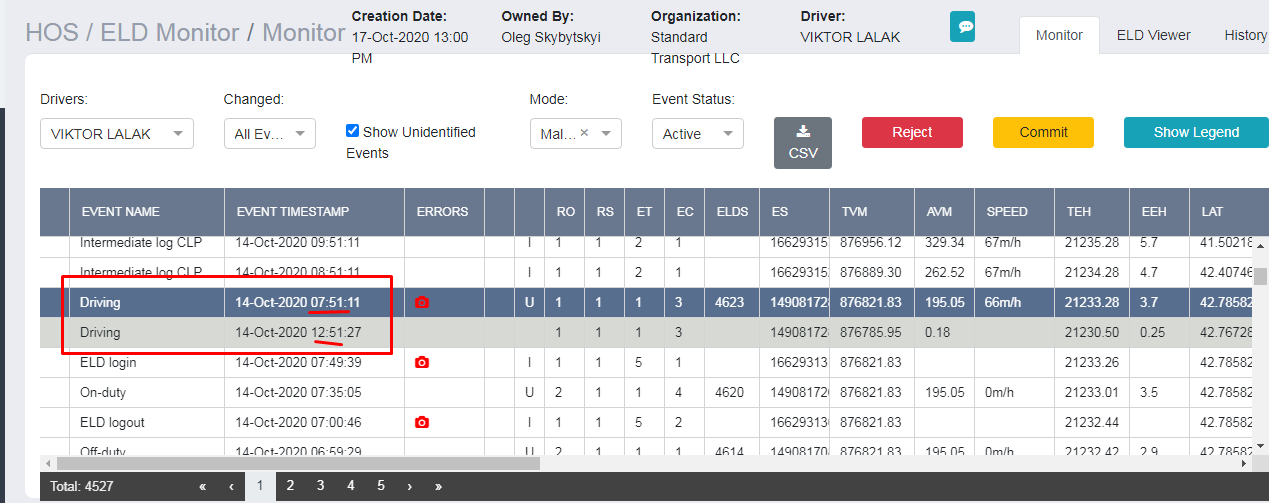 HOS / ELD Monitor / Monitor
Creation Date:
17-Oct-2020 13:00
PM
Owned By:
Oleg Skybytskyi
Organization:
Standard
Transport LLC
Driver:
VIKTOR LALAK
Monitor
ELD Viewer
History
Drivers:
VIKTOR LALAK
Changed:
All Ev...
Show Unidentified
Events
Mode:
Mal... ×
Event Status:
Active
CSV
Reject
Commit
Show Legend
EVENT NAME EVENT TIMESTAMP ERRORS RO RS ET EC ELDS ES TVM AVM SPEED TEH EEH LAT
Intermediate log CLP 14-Oct-2020 09:51:11 I 1 1 2 1 16629315 876956.12 329.34 67m/h 21235.28 5.7 41.50218
Intermediate log CLP 14-Oct-2020 08:51:11 I 1 1 2 1 16629315 876889.30 262.52 67m/h 21234.28 4.7 42.40746
Driving 14-Oct-2020 07:51:11 U 1 1 1 3 4623 14908172 876821.83 195.05 66m/h 21233.28 3.7 42.78582
Driving 14-Oct-2020 12:51:27 1 1 1 3 14908172 876785.95 0.18 21230.50 0.25 42.76728
ELD login 14-Oct-2020 07:49:39 I 1 1 5 1 16629313 876821.83 21233.26 42.78582
On-duty 14-Oct-2020 07:35:05 U 2 1 1 4 4620 14908172 876821.83 195.05 0m/h 21233.01 3.5 42.78582
ELD logout 14-Oct-2020 07:00:46 I 1 1 5 2 16629313 876821.83 21232.44 42.78582
Off-duty 14-Oct-2020 06:59:29 U 2 1 1 1 4614 14908170 876821.83 195.05 0m/h 21232.42 2.9 42.78582
Total: 4527 « ‹ 1 2 3 4 5 › »